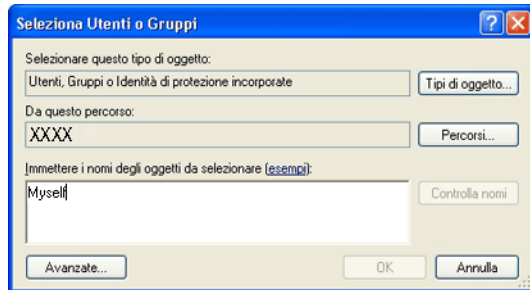 Seleziona Utenti o Gruppi
Selezionare questo tipo di oggetto:
Utenti, Gruppi o Identità di protezione incorporate
Tipi di oggetto...
Da questo percorso:
XXXX
Percorsi...
Immettere i nomi degli oggetti da selezionare (esempi):
Myself
Controlla nomi
Avanzate...
OK
Annulla